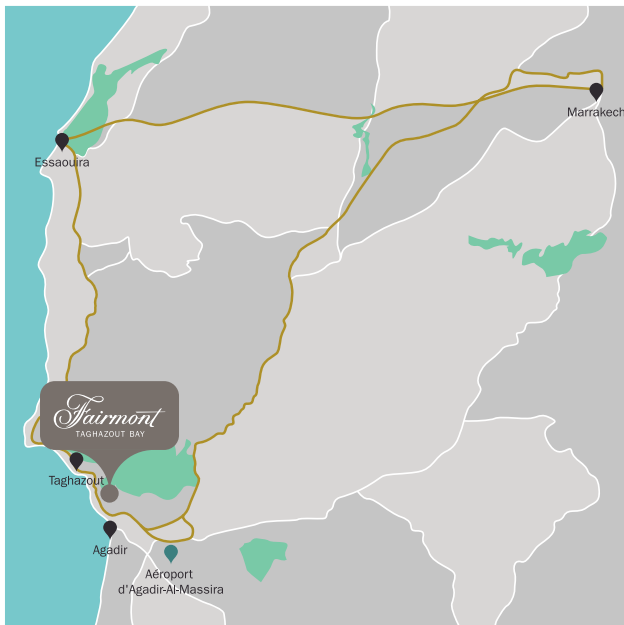 Marrakech
Essaouira
Fairmont
TAGHAZOUT BAY
Taghazout
Agadir
Aéroport
d'Agadir-Al-Massira